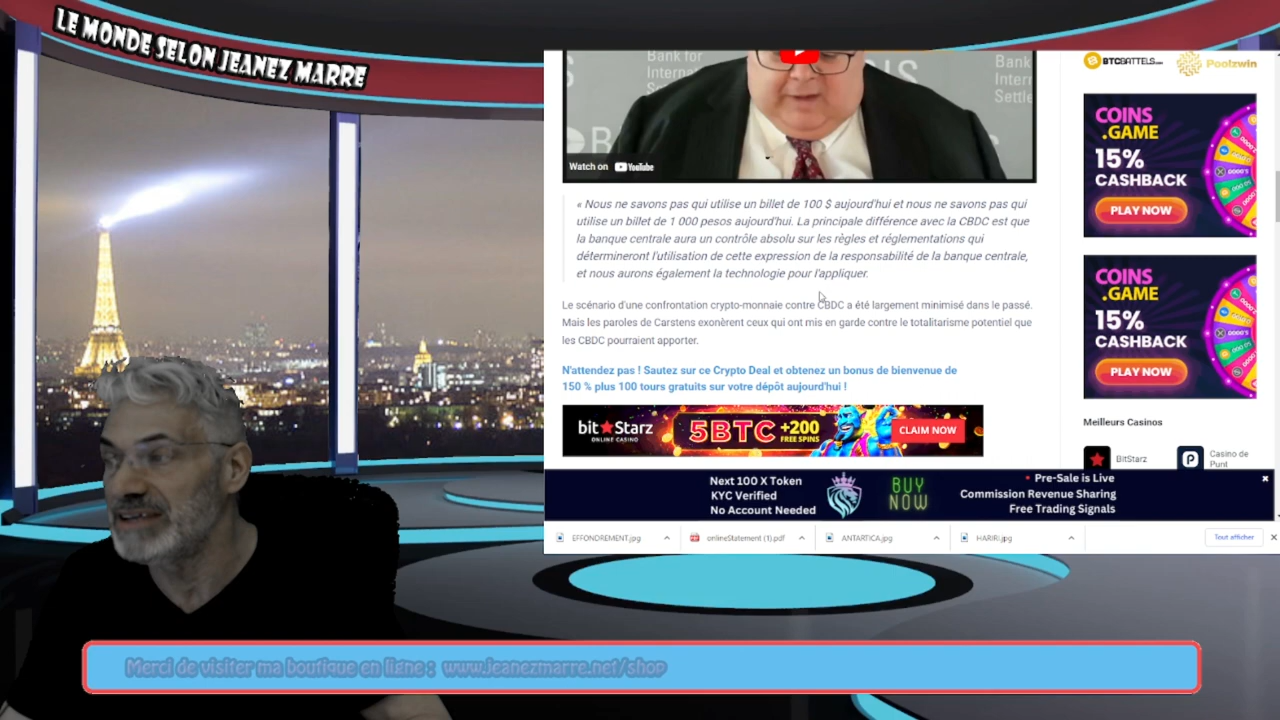 LE MONDE SELON JEANEZ MARRE
Bank for
Internat
Bank
Intern
Settle
Watch on YouTube
« Nous ne savons pas qui utilise un billet de 100 $ aujourd'hui et nous ne savons pas qui
utilise un billet de 1 000 pesos aujourd'hui. La principale différence avec la CBDC est que
la banque centrale aura un contrôle absolu sur les règles et réglementations qui
détermineront l'utilisation de cette expression de la responsabilité de la banque centrale,
et nous aurons également la technologie pour l'appliquer.
Le scénario d'une confrontation crypto-monnaie contre CBDC a été largement minimisé dans le passé.
Mais les paroles de Carstens exonèrent ceux qui ont mis en garde contre le totalitarisme potentiel que
les CBDC pourraient apporter.
N'attendez pas ! Sautez sur ce Crypto Deal et obtenez un bonus de bienvenue de
150 % plus 100 tours gratuits sur votre dépôt aujourd'hui !
bitStarz
ONLINE CASINO
5BTC
+200
FREE SPINS
CLAIM NOW
BTCBATTELS.COM
Poolzwin
COINS
.GAME
15%
CASHBACK
PLAY NOW
COINS
.GAME
15%
CASHBACK
PLAY NOW
Meilleurs Casinos
BitStarz
Casino de
Punt
Next 100 X Token
KYC Verified
No Account Needed
BUY
NOW
• Pre-Sale is Live
Commission Revenue Sharing
Free Trading Signals
EFFONDREMENT.jpg
onlineStatement (1).pdf
ANTARTICA.jpg
HARIRI.jpg
Tout afficher
Merci de visiter ma boutique en ligne : www.jeanezmarre.net/shop